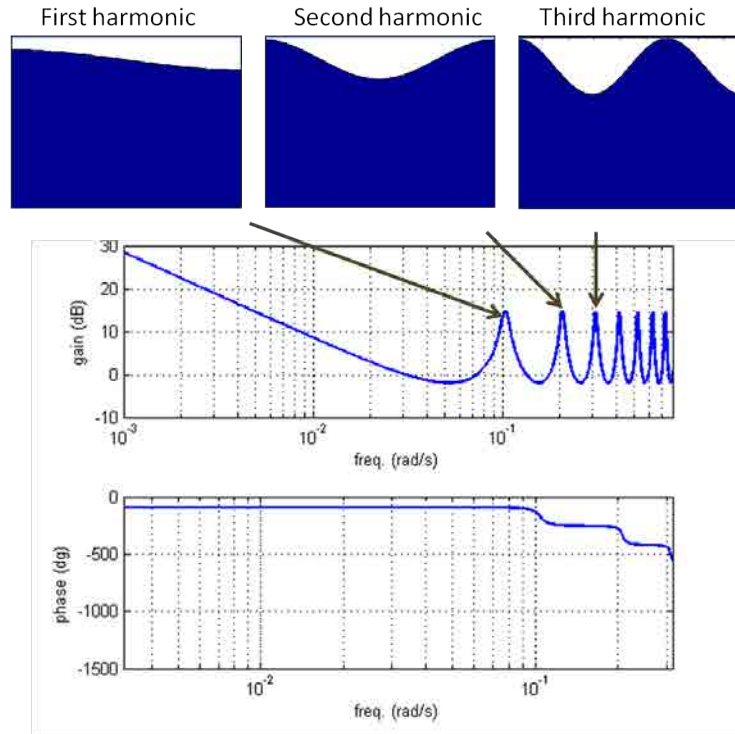 First harmonic Second harmonic Third harmonic
30
20
10
0
-10
gain (dB)
10^-3 10^-2 10^-1
freq. (rad/s)
0
-500
-1000
-1500
phase (dg)
10^-2 10^-1
freq. (rad/s)